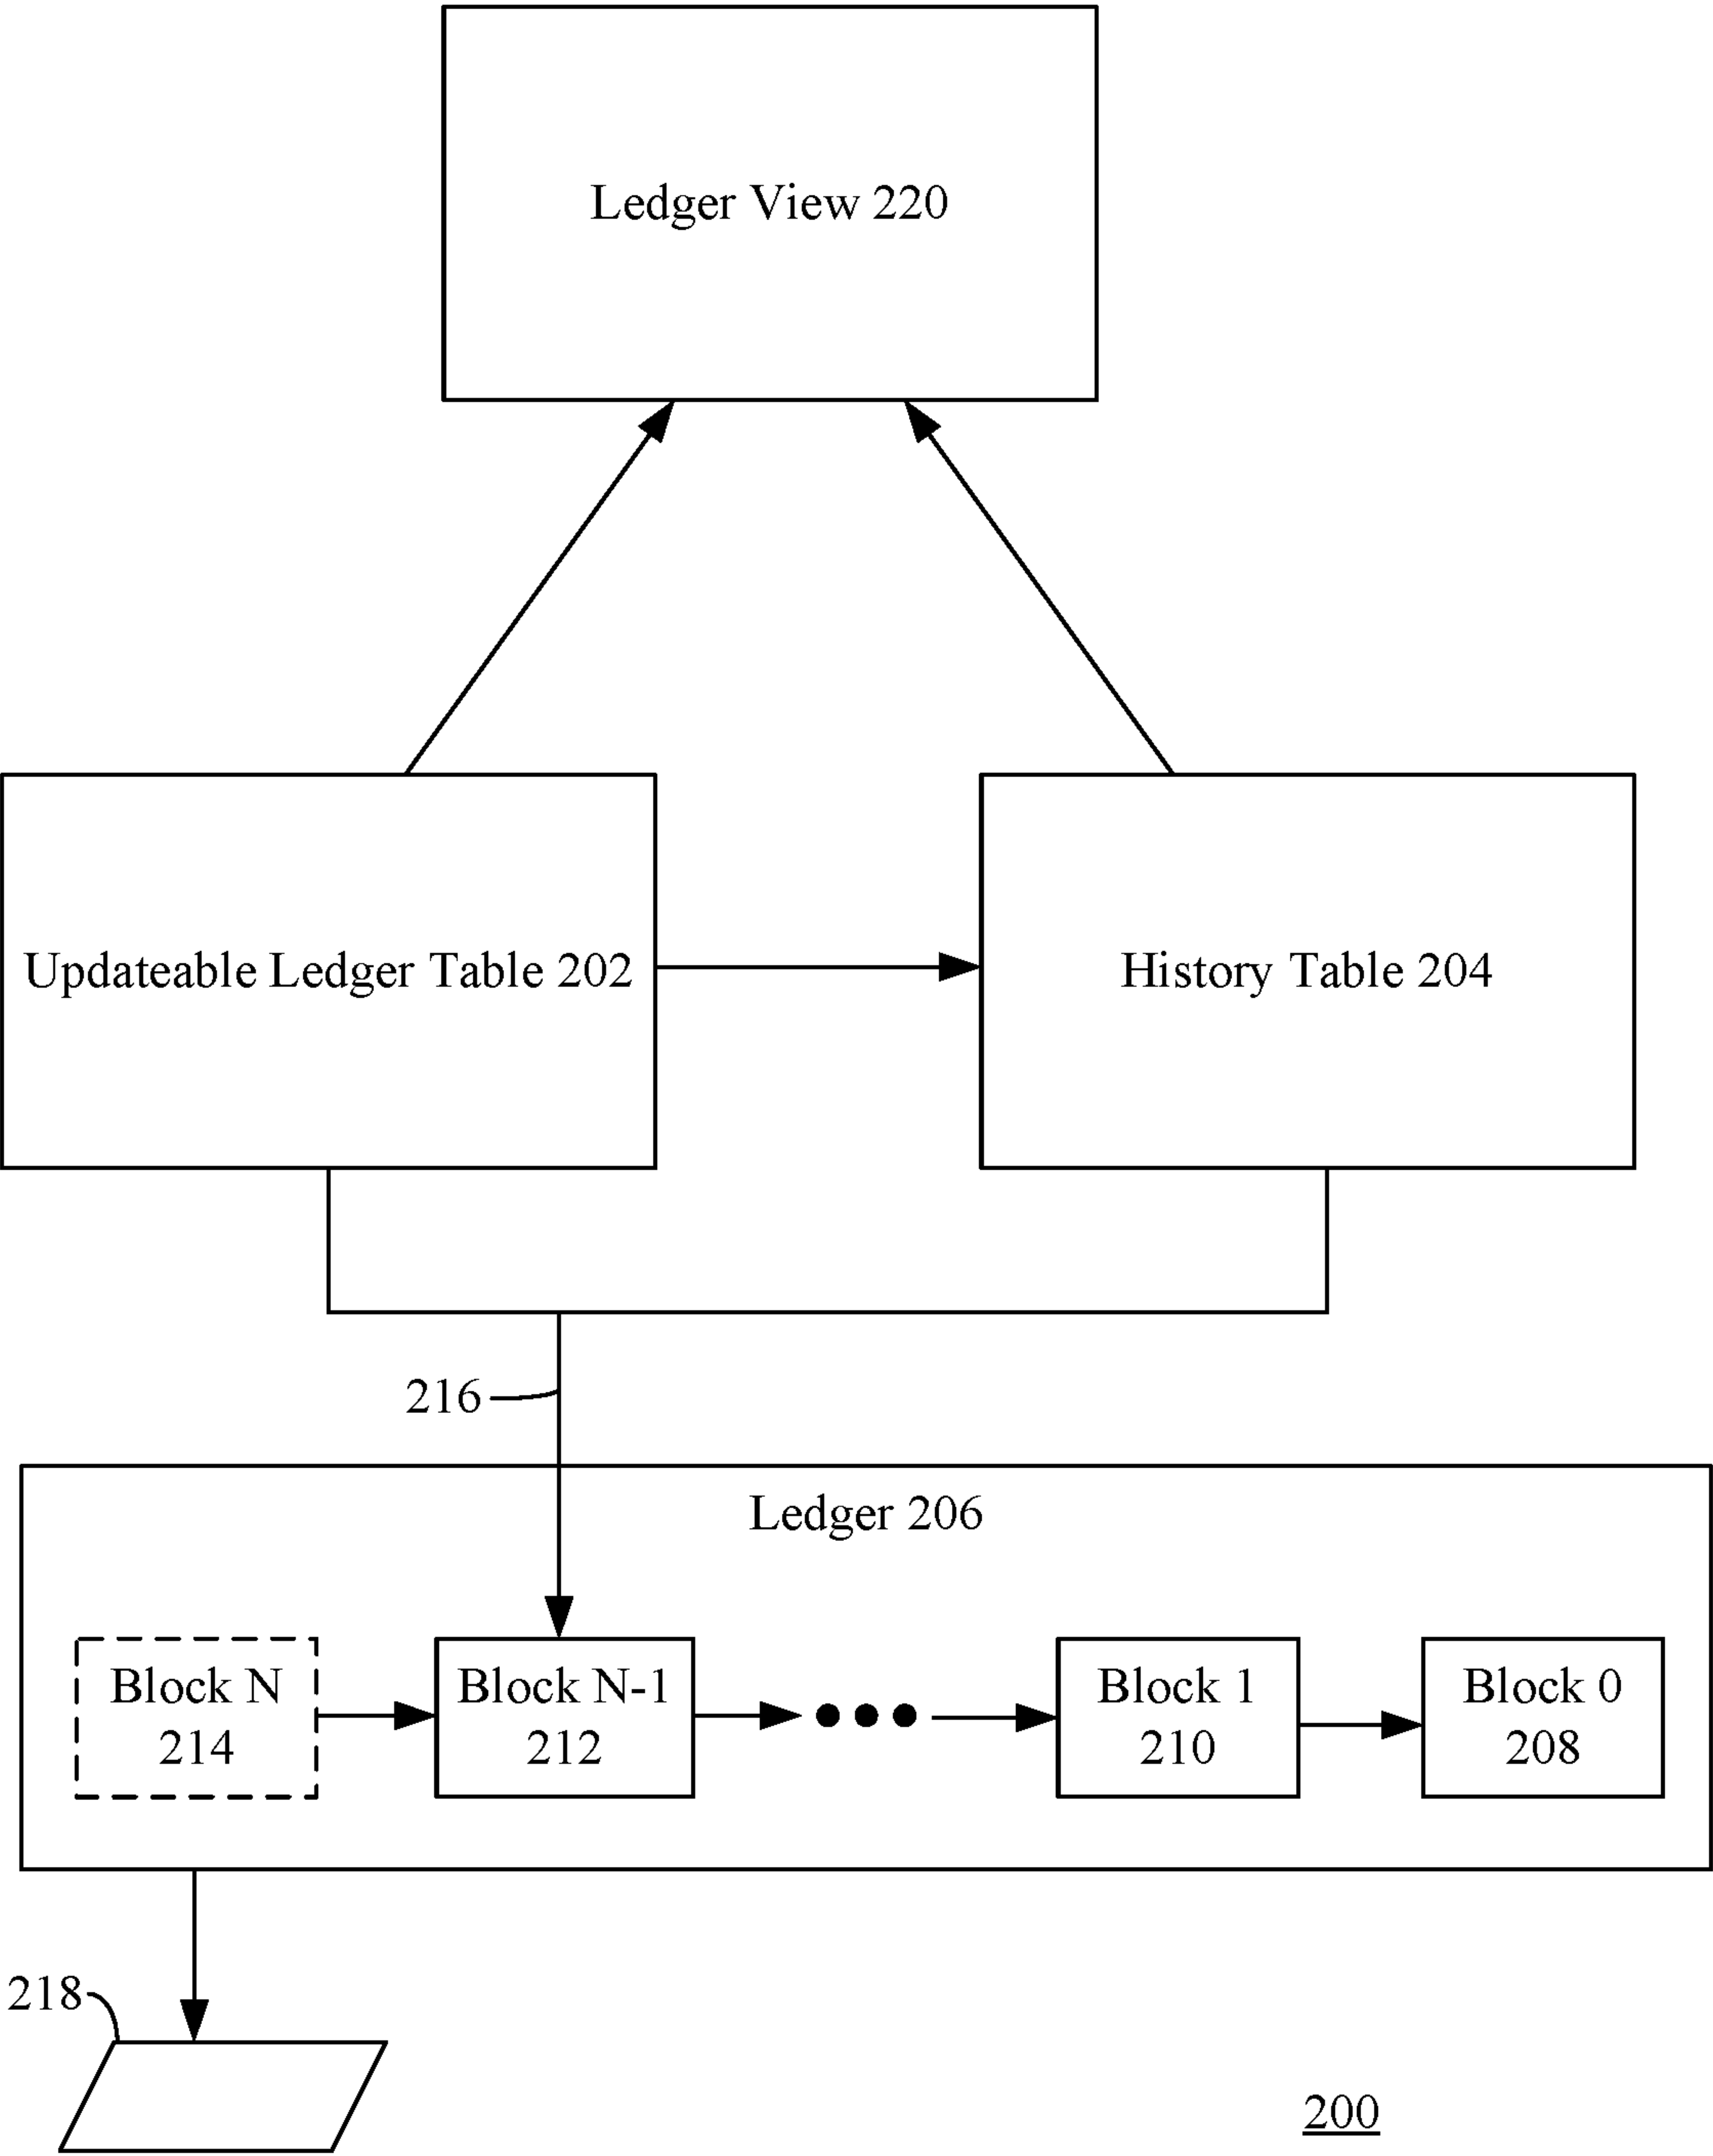 Ledger View 220
Updateable Ledger Table 202
History Table 204
216
Ledger 206
Block N
214
Block N-1
212
Block 1
210
Block 0
208
218
200